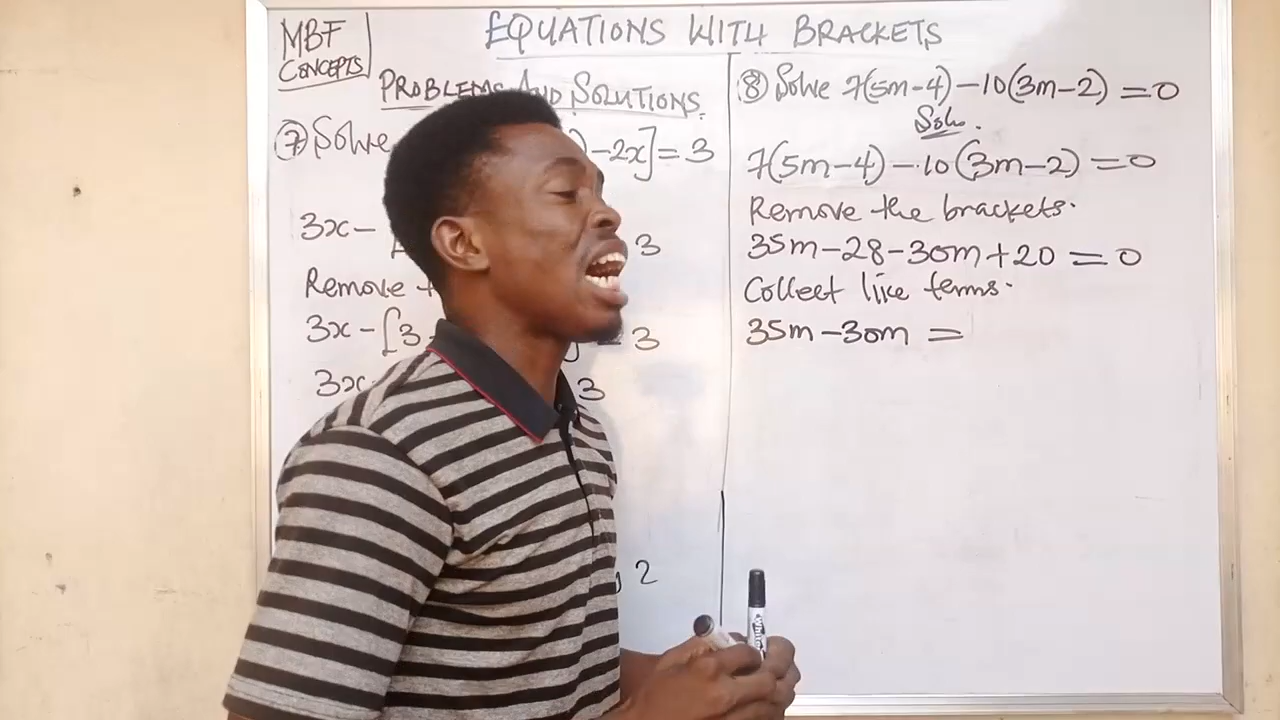 MBF
CONCEPTS
EQUATIONS WITH BRACKETS
PROBLEMS AND SOLUTIONS
⑦ Solve ) -2x] = 3
3x - [ 3
Remove
3x - [3 = 3
3x 3
2
⑧ Solve 7(5m-4) -10(3m-2) = 0
Soln.
7(5m-4) -10(3m-2) = 0
Remove the brackets.
35m-28-30m+20 = 0
Collect like terms.
35m-30m =